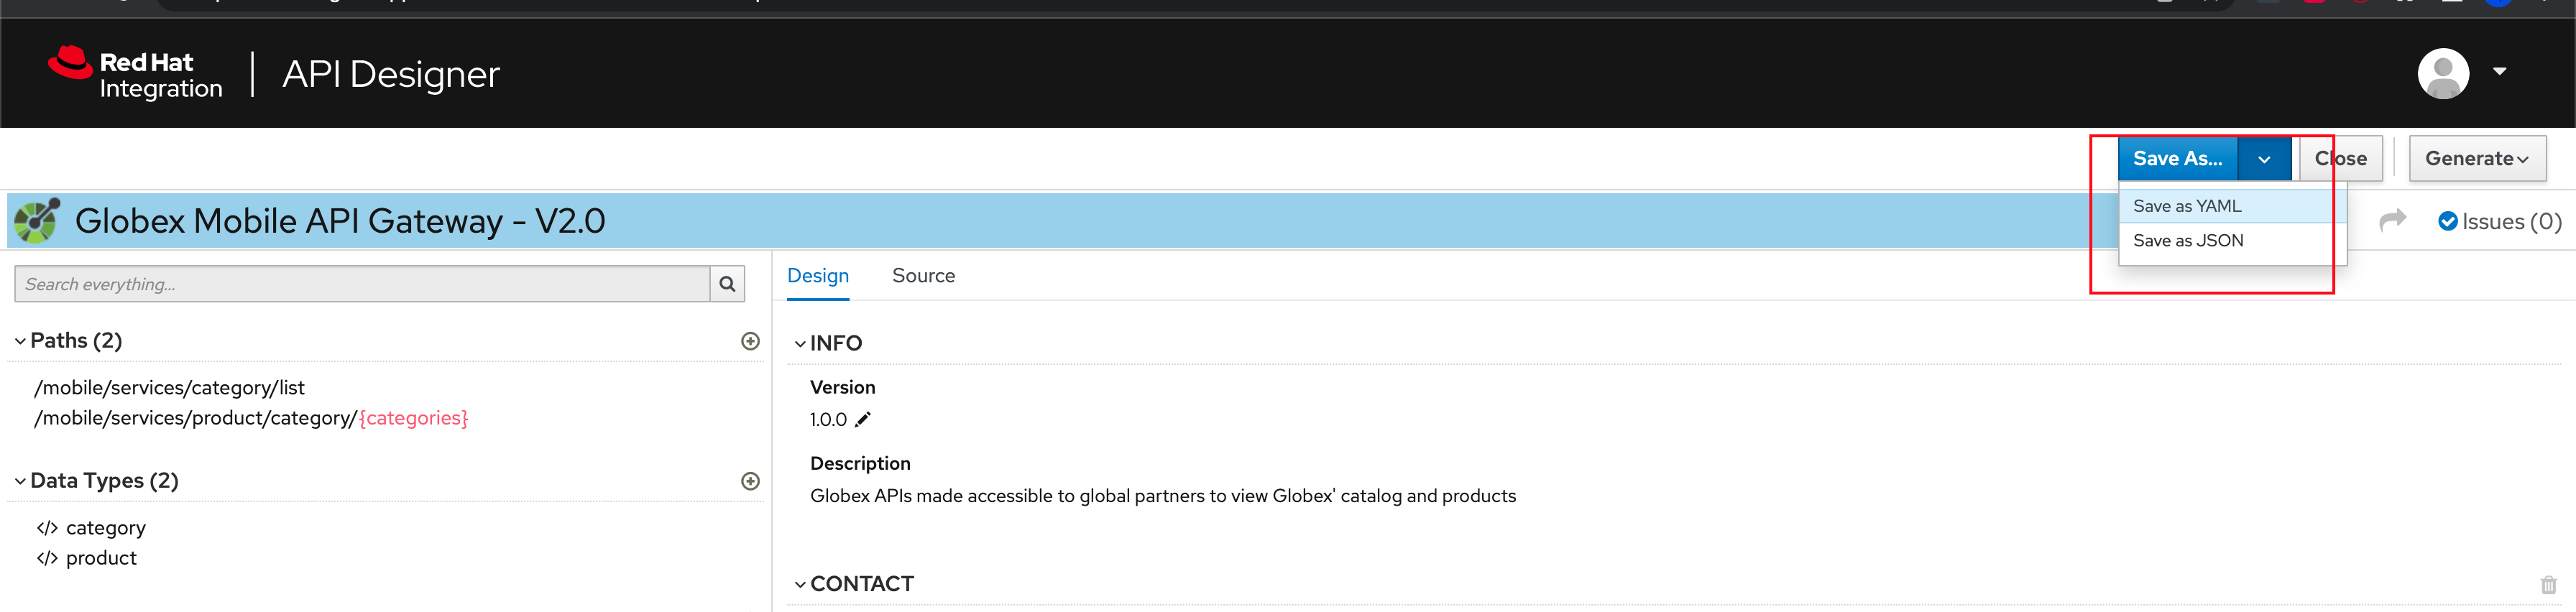 Red Hat
Integration
API Designer
Save As...
Close
Generate
Save as YAML
Save as JSON
Globex Mobile API Gateway - V2.0
Issues (0)
Search everything...
Design
Source
Paths (2)
/mobile/services/category/list
/mobile/services/product/category/{categories}
Data Types (2)
</> category
</> product
INFO
Version
1.0.0
Description
Globex APIs made accessible to global partners to view Globex' catalog and products
CONTACT